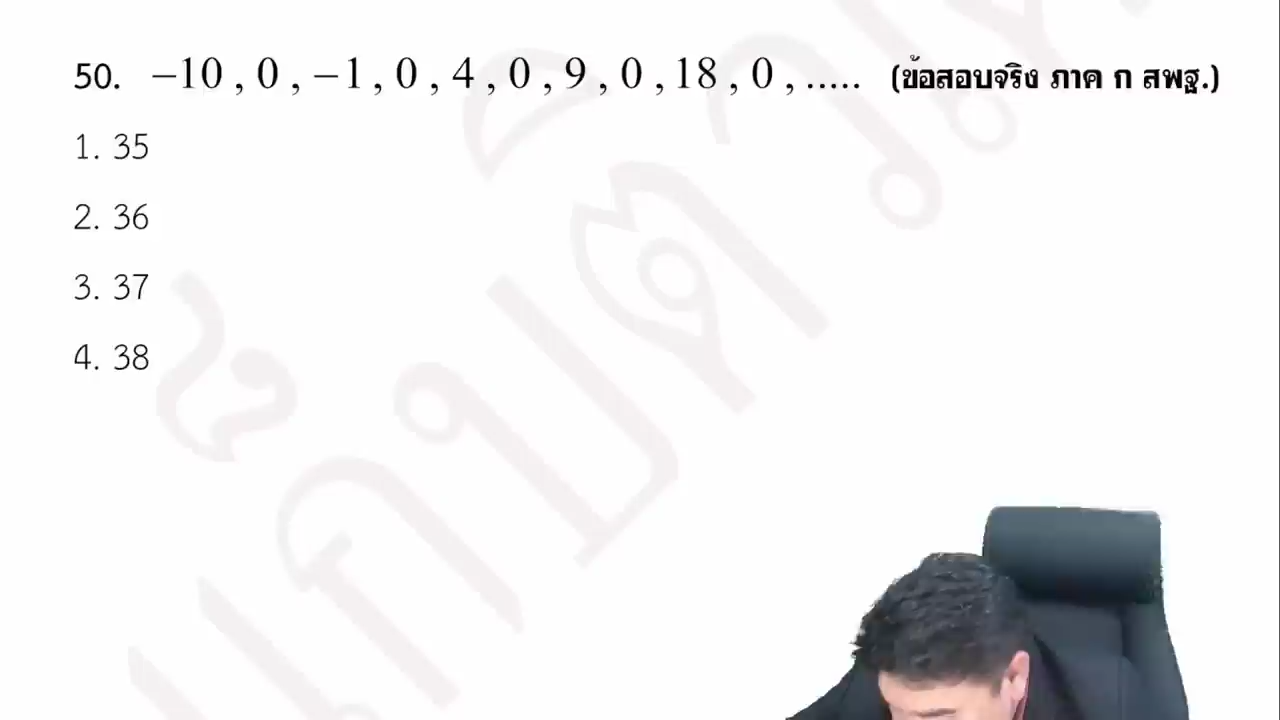 50. −10 , 0 , −1 , 0 , 4 , 0 , 9 , 0 , 18 , 0 , ..... (ข้อสอบจริง ภาค ก สพฐ.)
1. 35
2. 36
3. 37
4. 38